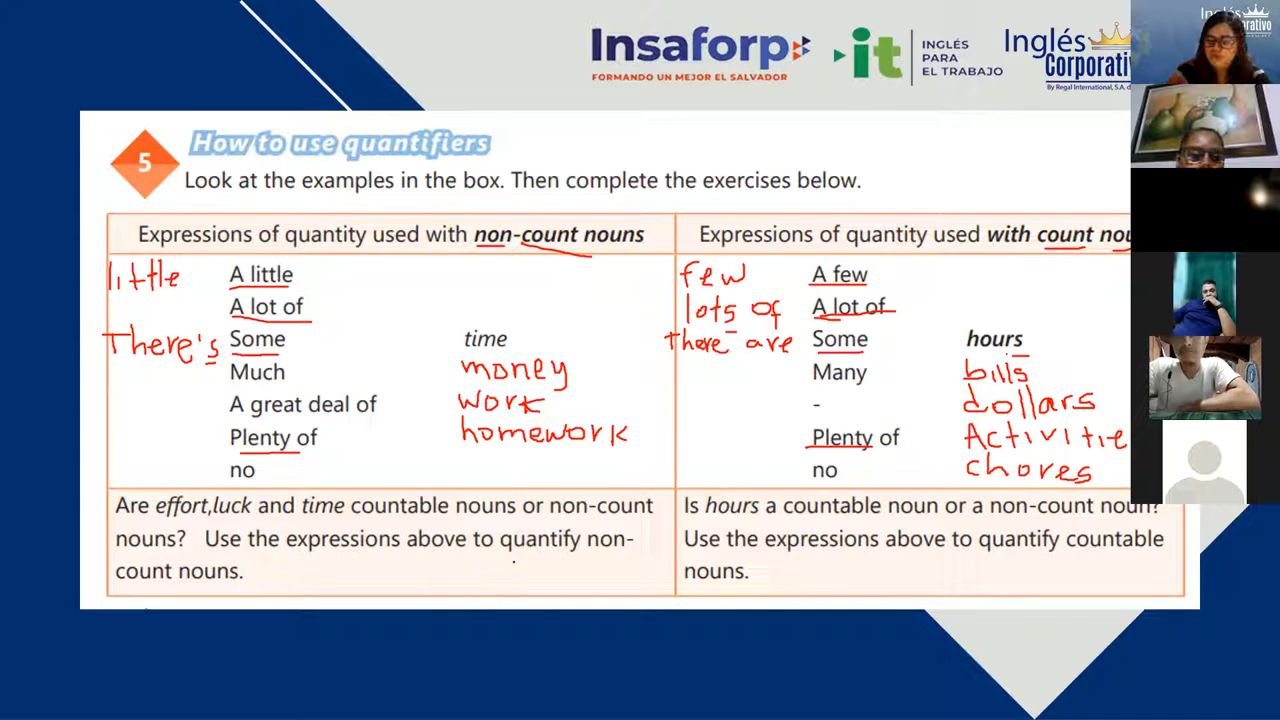 Insaforp
FORMANDO UN MEJOR EL SALVADOR
it
INGLÉS
PARA
EL TRABAJO
Inglés
Corporativ
By Regal International, S.A. d
5
How to use quantifiers
Look at the examples in the box. Then complete the exercises below.
Expressions of quantity used with non-count nouns
little A little
A lot of
There's Some time
Much money
A great deal of work
Plenty of homework
no
Are effort,luck and time countable nouns or non-count
nouns? Use the expressions above to quantify non-
count nouns.
Expressions of quantity used with count nou
few A few
lots of A lot of
there are Some hours
Many bills
- dollars
Plenty of Activitie
no chores
Is hours a countable noun or a non-count noun?
Use the expressions above to quantify countable
nouns.